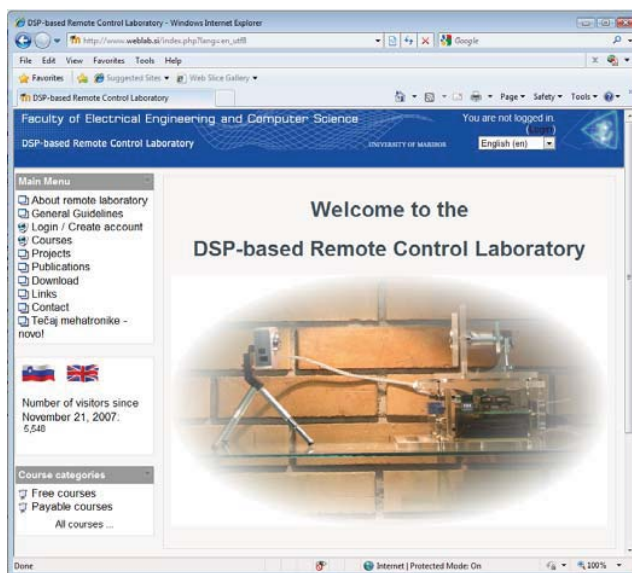 DSP-based Remote Control Laboratory - Windows Internet Explorer
http://www.weblab.si/index.php?lang=en_utf8
Google
File Edit View Favorites Tools Help
Favorites Suggested Sites Web Slice Gallery
DSP-based Remote Control Laboratory
Page Safety Tools
Faculty of Electrical Engineering and Computer Science
You are not logged in.
(Login)
DSP-based Remote Control Laboratory
UNIVERSITY OF MARIBOR
English (en)
Main Menu
About remote laboratory
General Guidelines
Login / Create account
Courses
Projects
Publications
Download
Links
Contact
Tečaj mehatronike -
novo!
Number of visitors since
November 21, 2007:
5,548
Course categories
Free courses
Payable courses
All courses ...
Welcome to the
DSP-based Remote Control Laboratory
Done
Internet | Protected Mode: On
100%